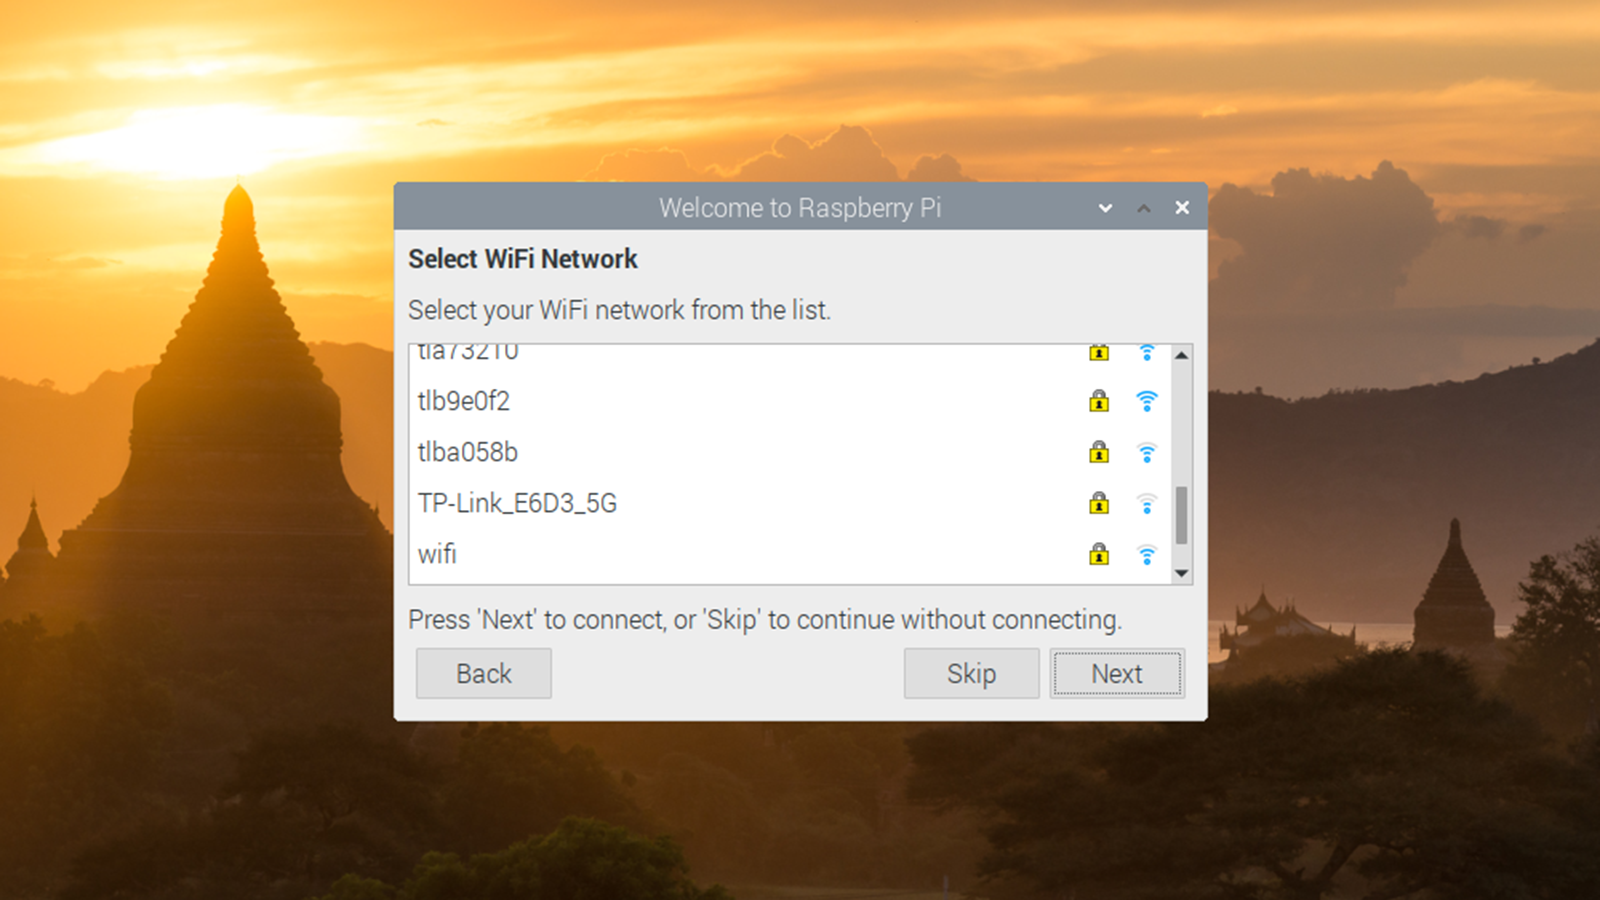 Welcome to Raspberry Pi
Select WiFi Network
Select your WiFi network from the list.
tla73210
tlb9e0f2
tlba058b
TP-Link_E6D3_5G
wifi
Press 'Next' to connect, or 'Skip' to continue without connecting.
Back Skip Next